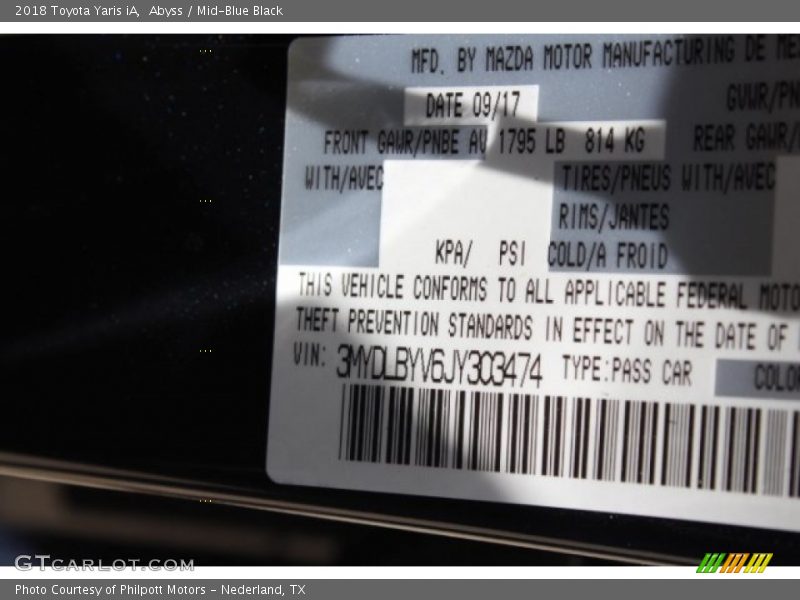 2018 Toyota Yaris iA, Abyss / Mid-Blue Black
MFD. BY MAZDA MOTOR MANUFACTURING DE
DATE 09/17
GVWR/PN
FRONT GAWR/PNBE AV 1795 LB 814 KG REAR GAWR/
WITH/AVEC TIRES/PNEUS WITH/AVEC
RIMS/JANTES
KPA/ PSI COLD/A FROID
THIS VEHICLE CONFORMS TO ALL APPLICABLE FEDERAL MOTO
THEFT PREVENTION STANDARDS IN EFFECT ON THE DATE OF
VIN: 3MYDLBYV6JY303474 TYPE:PASS CAR COLO
GTCARLOT.COM
Photo Courtesy of Philpott Motors - Nederland, TX